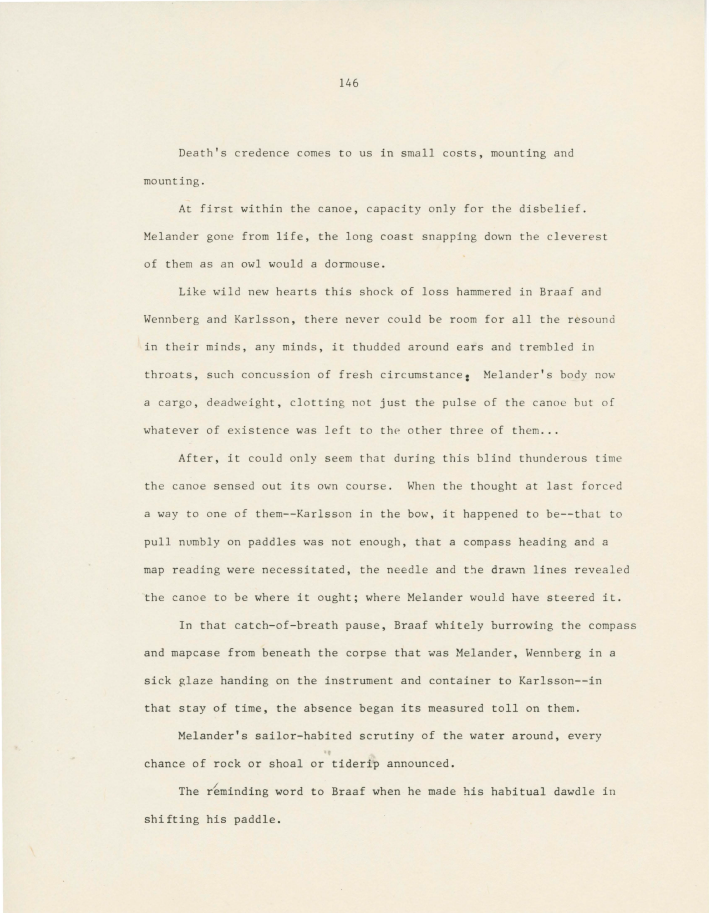 146
Death's credence comes to us in small costs, mounting and
mounting.
At first within the canoe, capacity only for the disbelief.
Melander gone from life, the long coast snapping down the cleverest
of them as an owl would a dormouse.
Like wild new hearts this shock of loss hammered in Braaf and
Wennberg and Karlsson, there never could be room for all the resound
in their minds, any minds, it thudded around ears and trembled in
throats, such concussion of fresh circumstance: Melander's body now
a cargo, deadweight, clotting not just the pulse of the canoe but of
whatever of existence was left to the other three of them...
After, it could only seem that during this blind thunderous time
the canoe sensed out its own course. When the thought at last forced
a way to one of them--Karlsson in the bow, it happened to be--that to
pull numbly on paddles was not enough, that a compass heading and a
map reading were necessitated, the needle and the drawn lines revealed
the canoe to be where it ought; where Melander would have steered it.
In that catch-of-breath pause, Braaf whitely burrowing the compass
and mapcase from beneath the corpse that was Melander, Wennberg in a
sick glaze handing on the instrument and container to Karlsson--in
that stay of time, the absence began its measured toll on them.
Melander's sailor-habited scrutiny of the water around, every
chance of rock or shoal or tiderip announced.
The reminding word to Braaf when he made his habitual dawdle in
shifting his paddle.